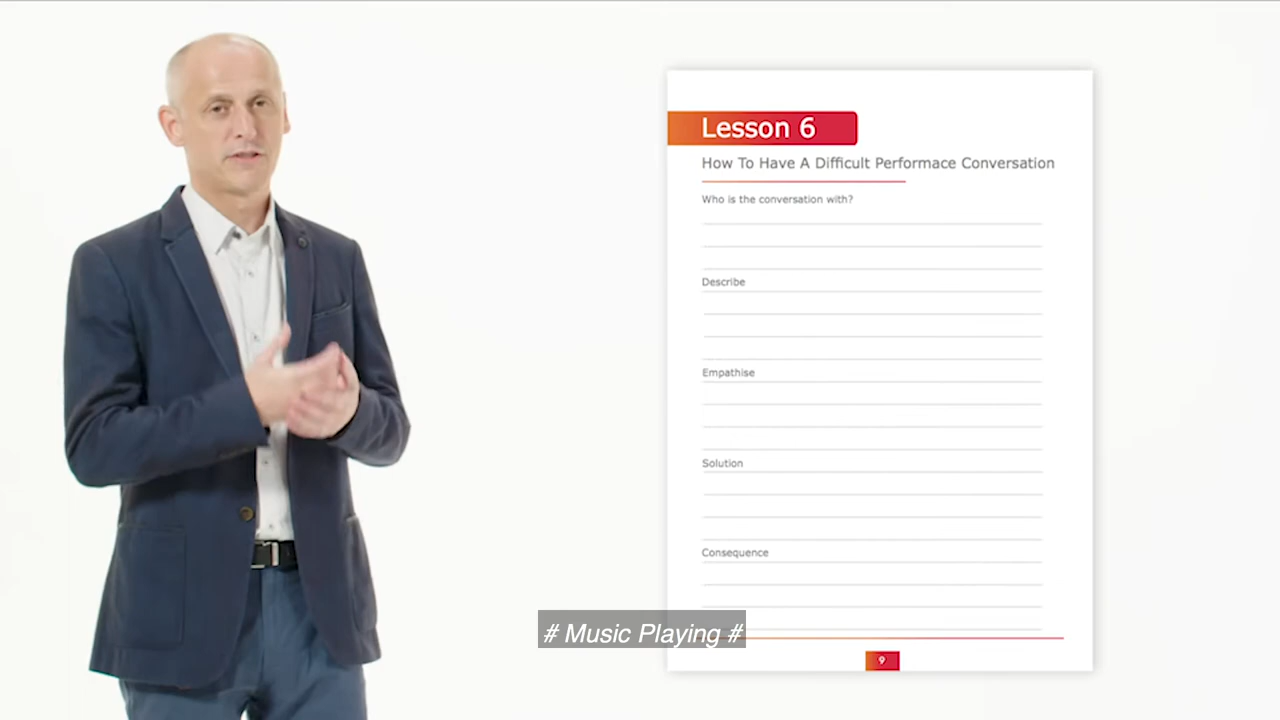 Lesson 6
How To Have A Difficult Performace Conversation
Who is the conversation with?
Describe
Empathise
Solution
Consequence
# Music Playing #
9